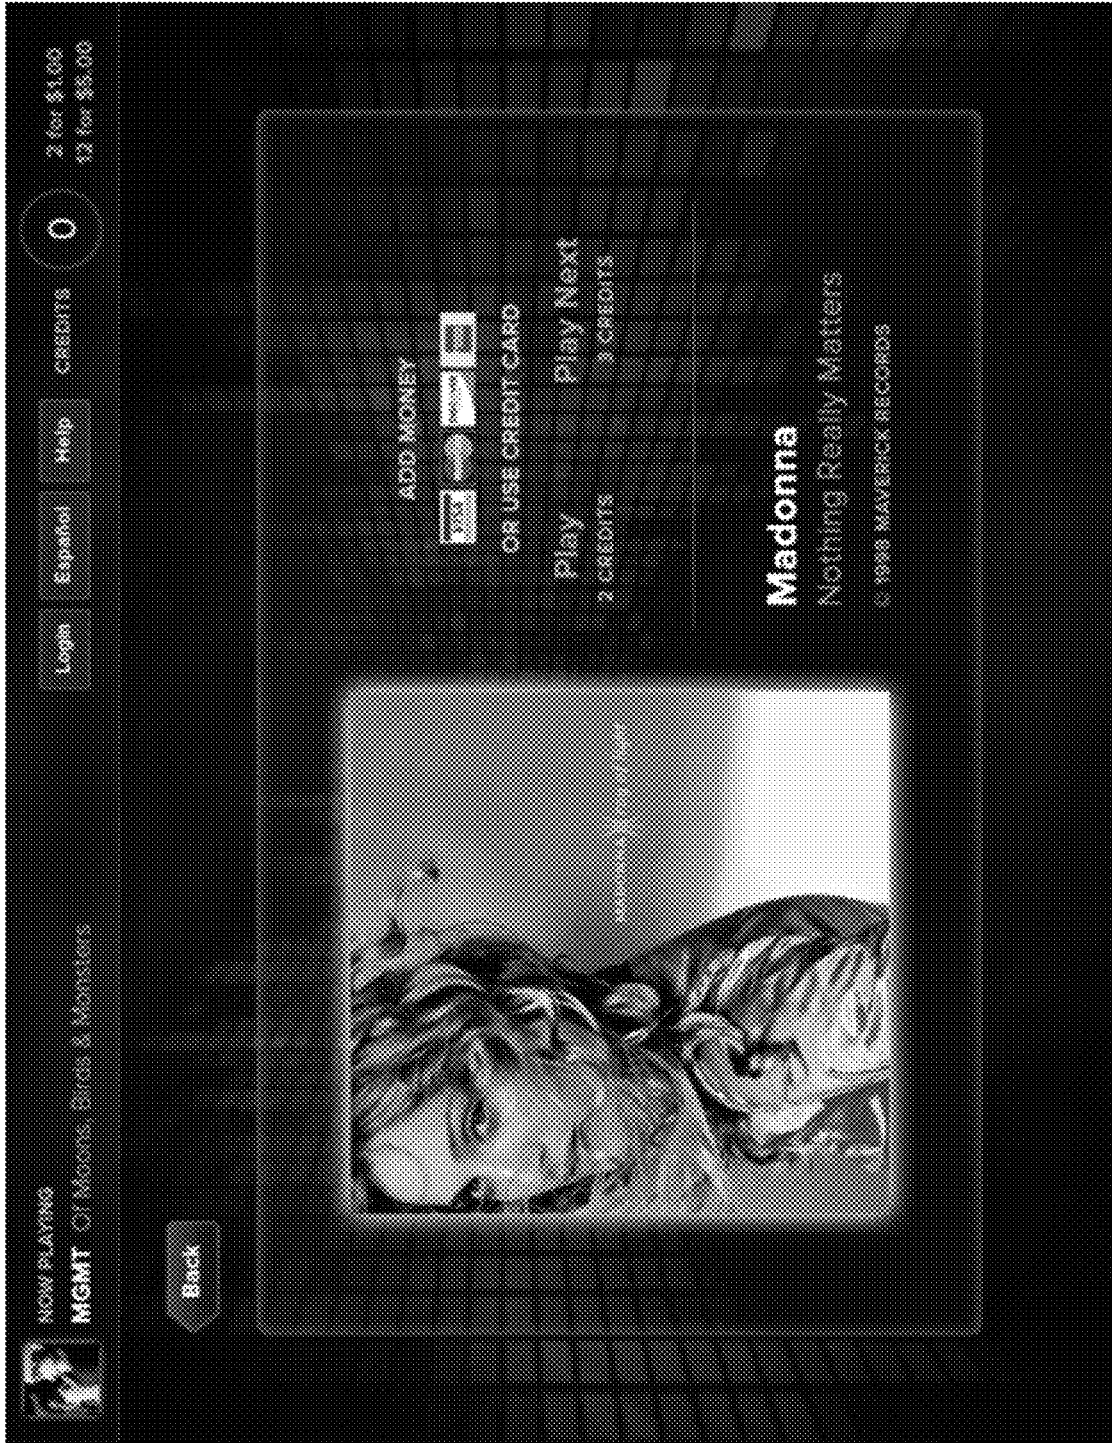 NOW PLAYING
MGMT Of Moons, Birds & Monsters
Login
Español
Help
CREDITS
0
2 for $1.00
12 for $5.00
Back
ADD MONEY
OR USE CREDIT CARD
Play
2 CREDITS
Play Next
3 CREDITS
Madonna
Nothing Really Matters
© 1998 MAVERICK RECORDS